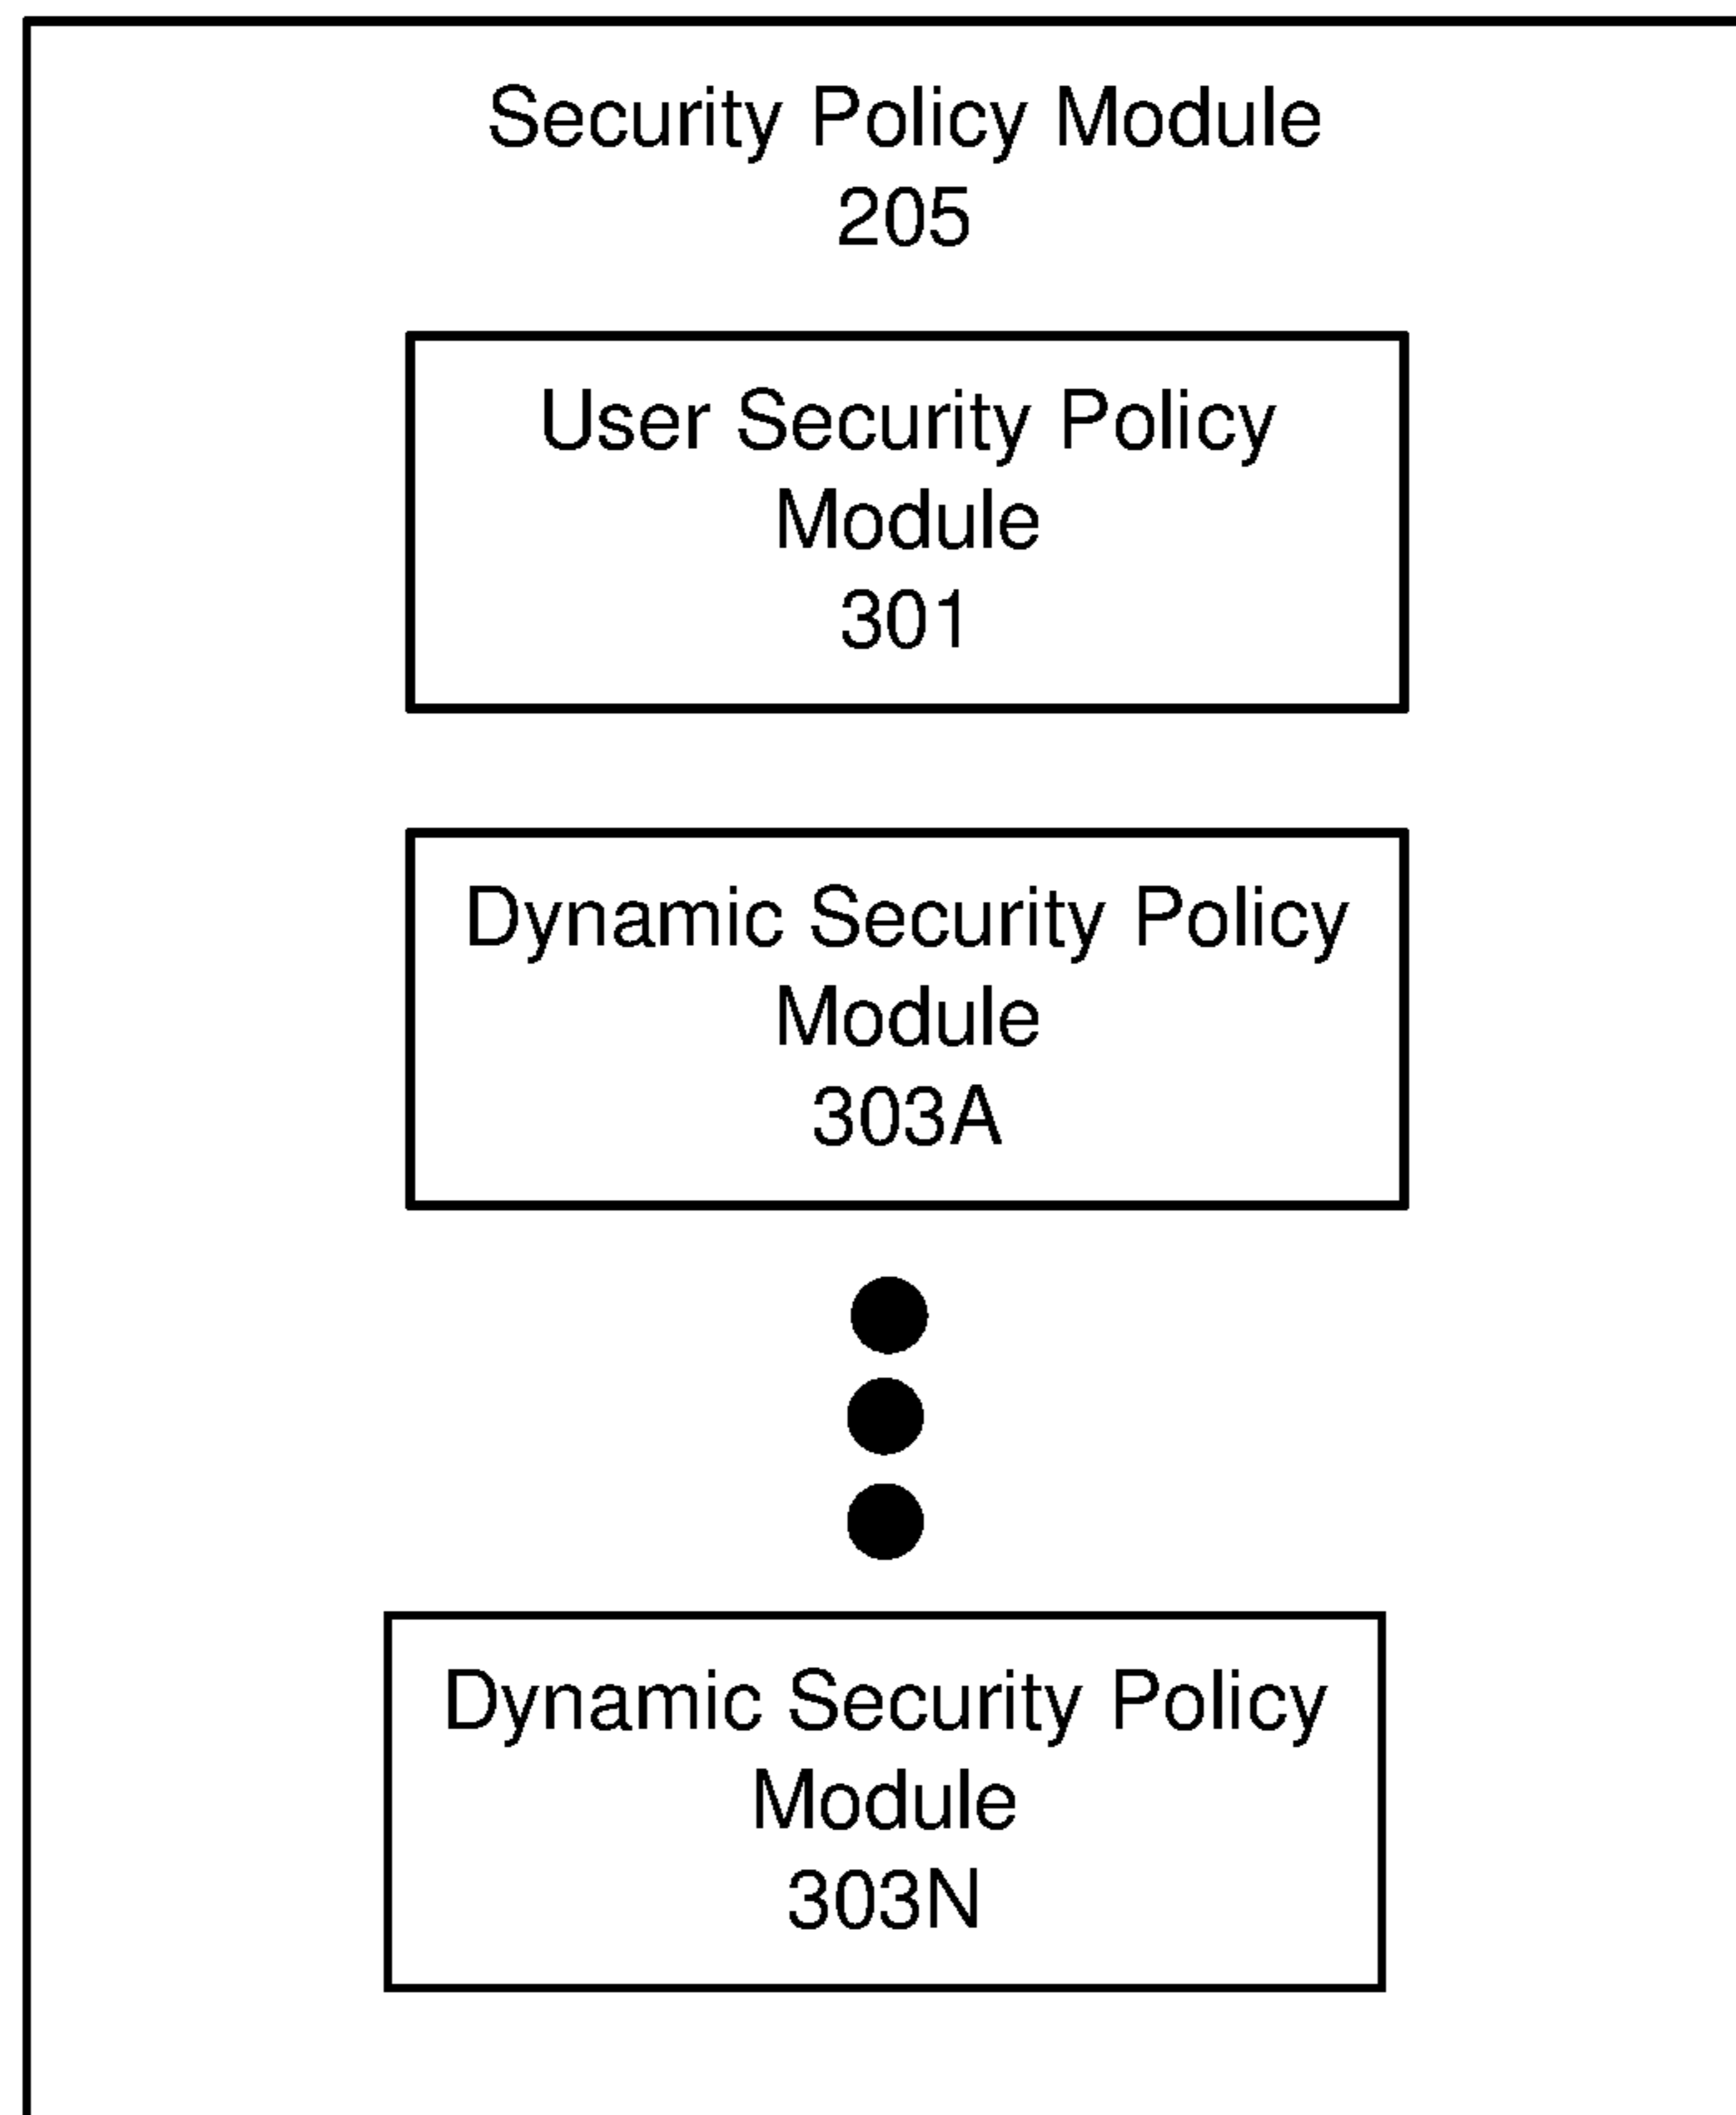 Security Policy Module
205
User Security Policy
Module
301
Dynamic Security Policy
Module
303A
Dynamic Security Policy
Module
303N